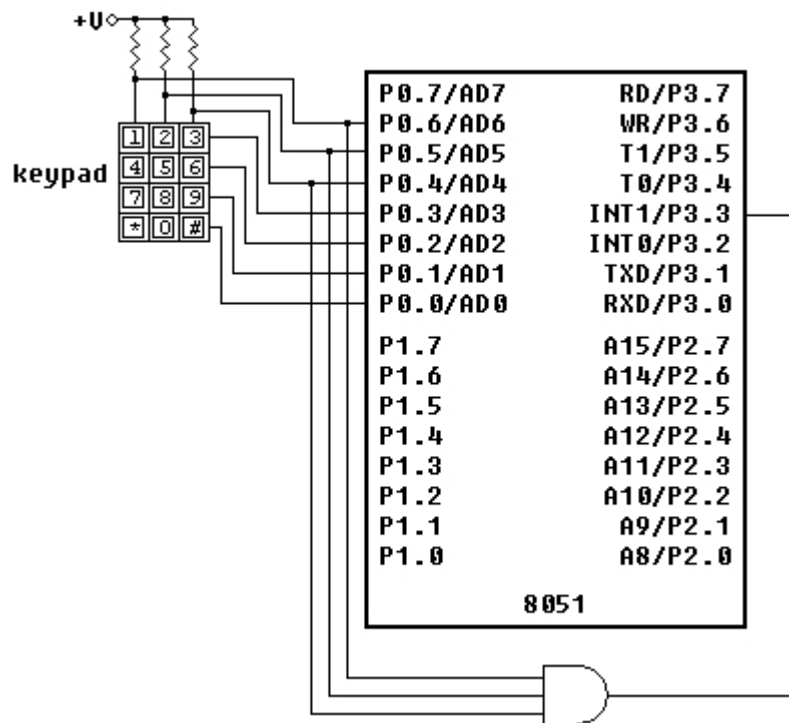 +V
1 2 3
4 5 6
7 8 9
* 0 #
keypad
P0.7/AD7 RD/P3.7
P0.6/AD6 WR/P3.6
P0.5/AD5 T1/P3.5
P0.4/AD4 T0/P3.4
P0.3/AD3 INT1/P3.3
P0.2/AD2 INT0/P3.2
P0.1/AD1 TXD/P3.1
P0.0/AD0 RXD/P3.0
P1.7 A15/P2.7
P1.6 A14/P2.6
P1.5 A13/P2.5
P1.4 A12/P2.4
P1.3 A11/P2.3
P1.2 A10/P2.2
P1.1 A9/P2.1
P1.0 A8/P2.0
8051